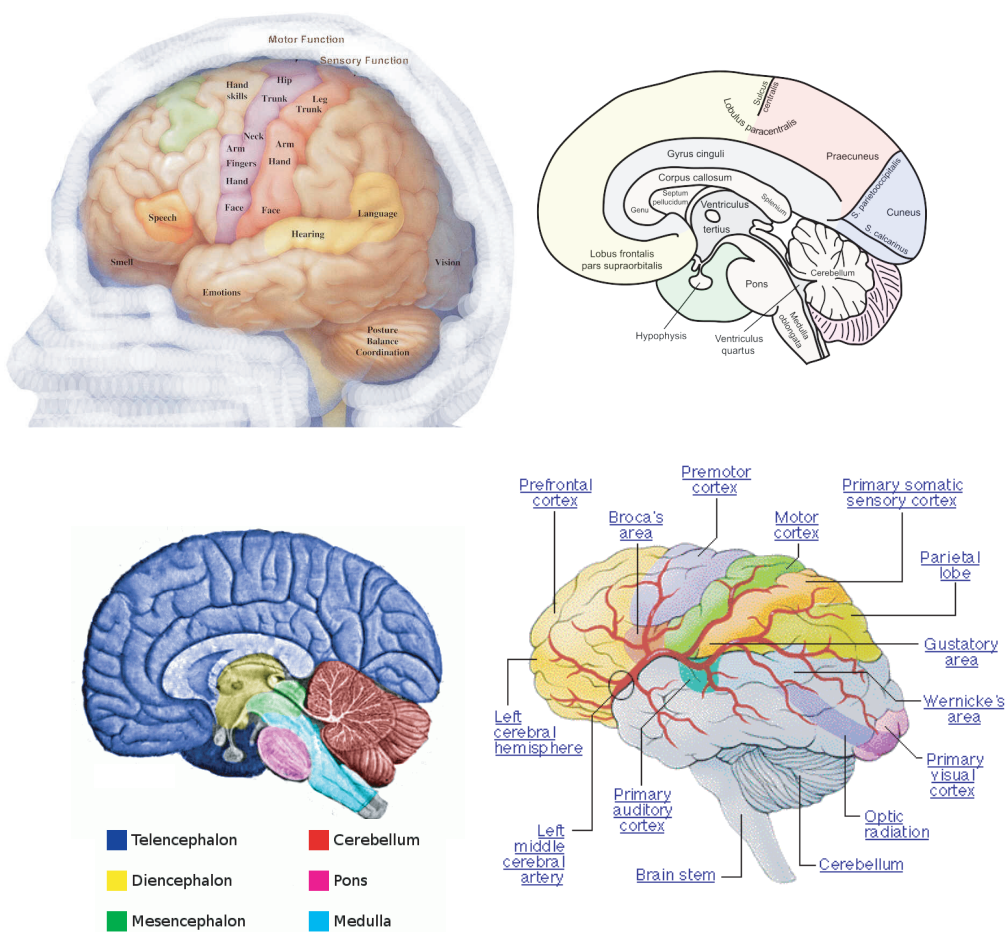 Motor Function
Sensory Function
Hip
Hand
skills
Trunk
Leg
Trunk
Neck
Arm
Arm
Fingers
Hand
Hand
Face
Face
Speech
Language
Hearing
Smell
Vision
Emotions
Posture
Balance
Coordination
Sulcus
centralis
Lobulus paracentralis
Gyrus cinguli
Praecuneus
Corpus callosum
Septum
pellucidum
Ventriculus
tertius
Genu
Splenium
S. parietooccopitalis
Cuneus
S. calcarinus
Lobus frontalis
pars supraorbitalis
Cerebellum
Pons
Medulla
oblongata
Hypophysis
Ventriculus
quartus
Telencephalon
Diencephalon
Mesencephalon
Cerebellum
Pons
Medulla
Prefrontal
cortex
Broca's
area
Premotor
cortex
Motor
cortex
Primary somatic
sensory cortex
Parietal
lobe
Gustatory
area
Wernicke's
area
Primary
visual
cortex
Optic
radiation
Cerebellum
Brain stem
Primary
auditory
cortex
Left
middle
cerebral
artery
Left
cerebral
hemisphere